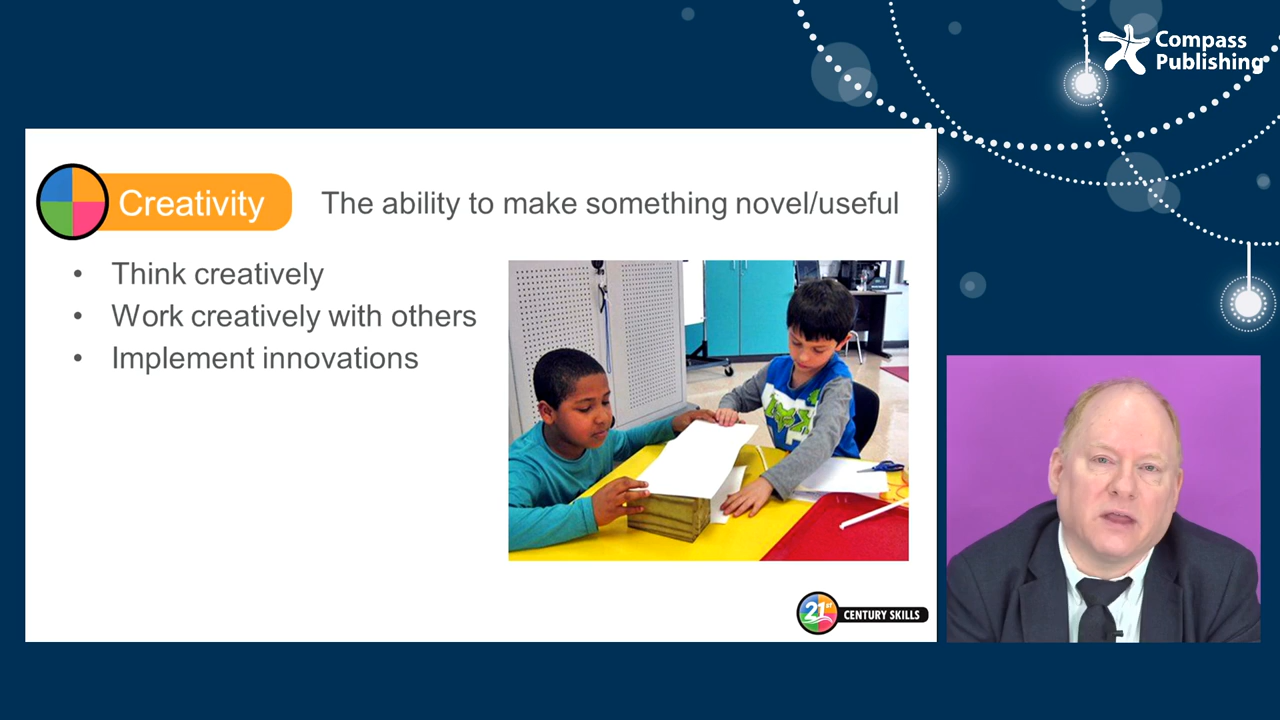 Compass
Publishing
Creativity
The ability to make something novel/useful
• Think creatively
• Work creatively with others
• Implement innovations
21st
CENTURY SKILLS